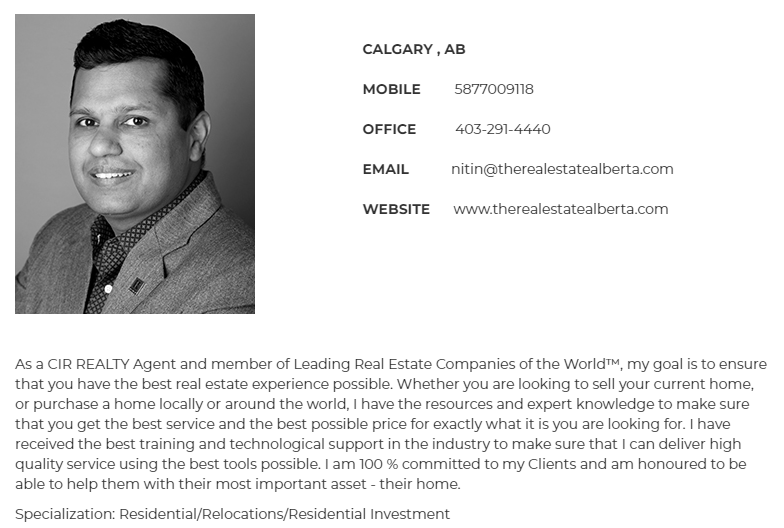 CALGARY , AB
MOBILE 5877009118
OFFICE 403-291-4440
EMAIL nitin@therealestatealberta.com
WEBSITE www.therealestatealberta.com
As a CIR REALTY Agent and member of Leading Real Estate Companies of the World™, my goal is to ensure
that you have the best real estate experience possible. Whether you are looking to sell your current home,
or purchase a home locally or around the world, I have the resources and expert knowledge to make sure
that you get the best service and the best possible price for exactly what it is you are looking for. I have
received the best training and technological support in the industry to make sure that I can deliver high
quality service using the best tools possible. I am 100 % committed to my Clients and am honoured to be
able to help them with their most important asset - their home.
Specialization: Residential/Relocations/Residential Investment